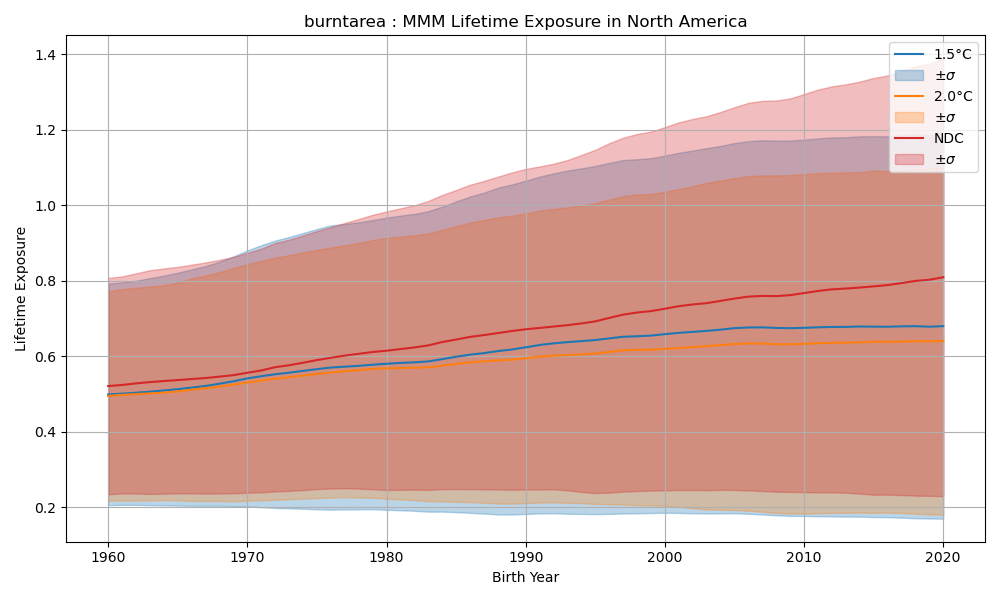 burntarea : MMM Lifetime Exposure in North America
Lifetime Exposure
1.4
1.2
1.0
0.8
0.6
0.4
0.2
1.5°C
±σ
2.0°C
±σ
NDC
±σ
1960 1970 1980 1990 2000 2010 2020
Birth Year